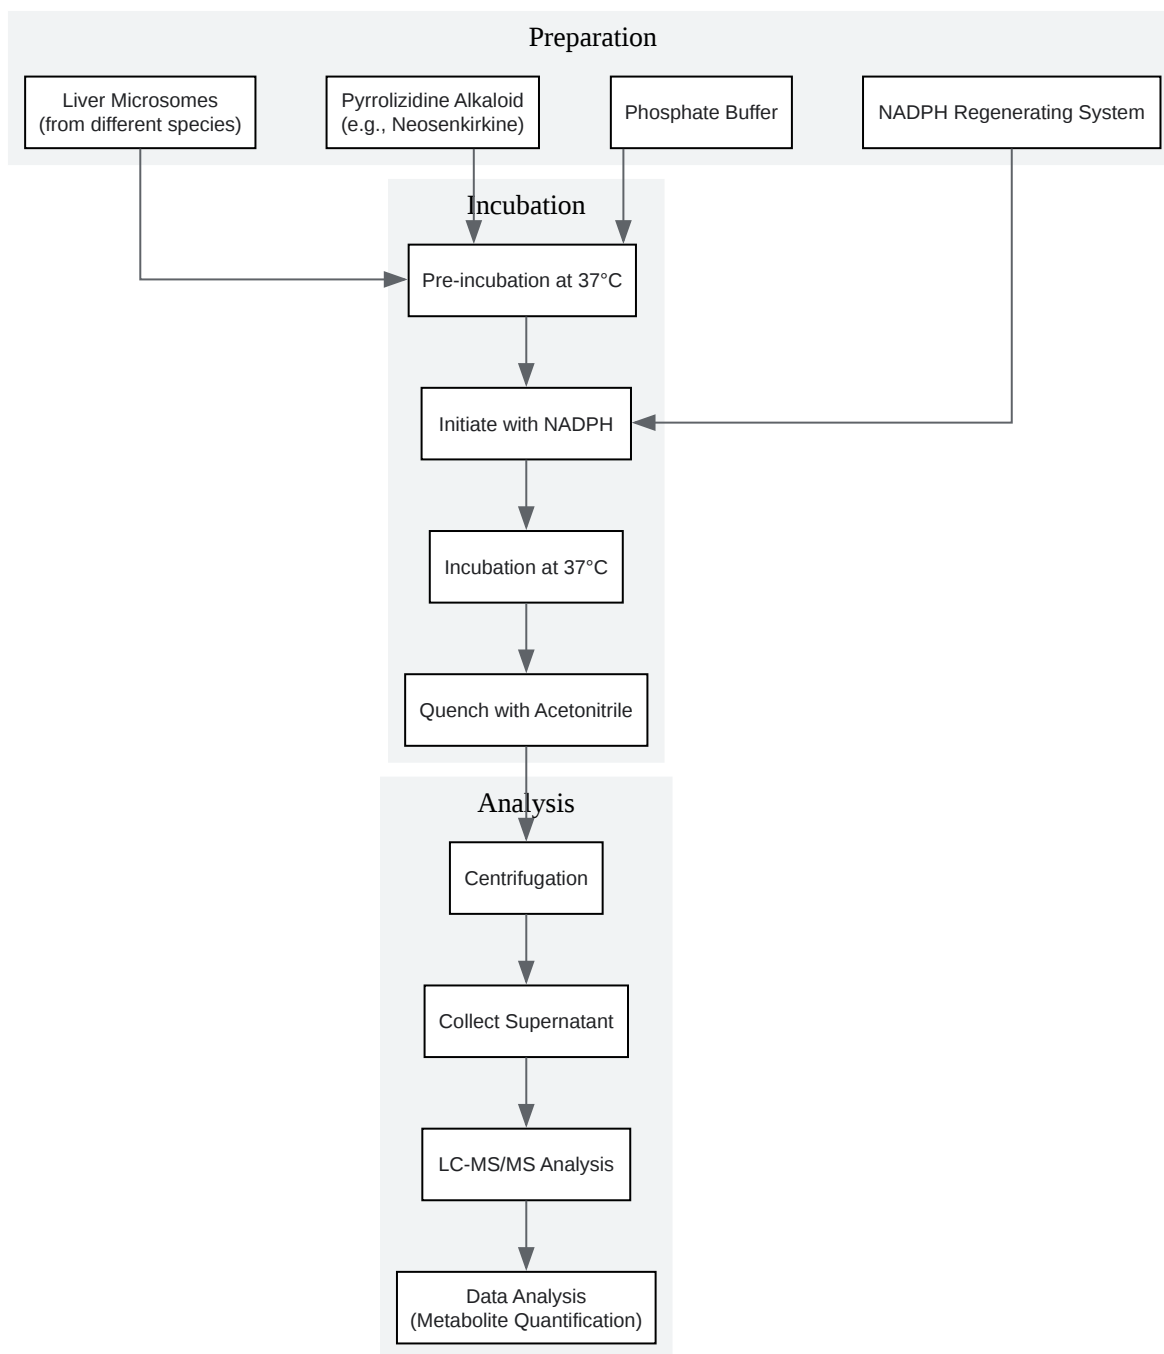 Preparation
Liver Microsomes
(from different species)
Pyrrolizidine Alkaloid
(e.g., Neosenkirkine)
Phosphate Buffer
NADPH Regenerating System
Incubation
Pre-incubation at 37°C
Initiate with NADPH
Incubation at 37°C
Quench with Acetonitrile
Analysis
Centrifugation
Collect Supernatant
LC-MS/MS Analysis
Data Analysis
(Metabolite Quantification)